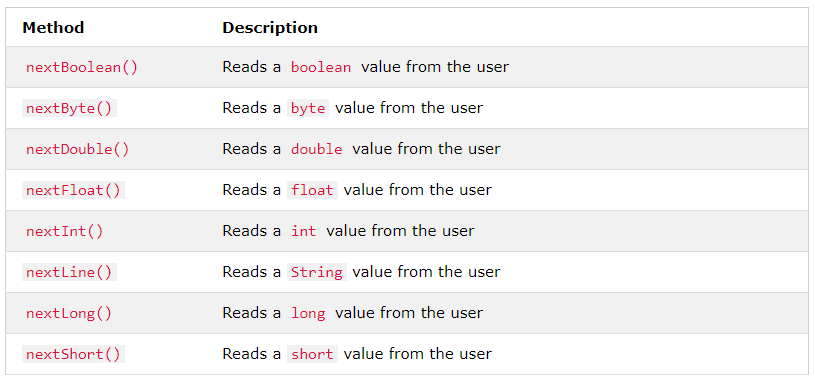 Method Description
nextBoolean() Reads a boolean value from the user
nextByte() Reads a byte value from the user
nextDouble() Reads a double value from the user
nextFloat() Reads a float value from the user
nextInt() Reads a int value from the user
nextLine() Reads a String value from the user
nextLong() Reads a long value from the user
nextShort() Reads a short value from the user